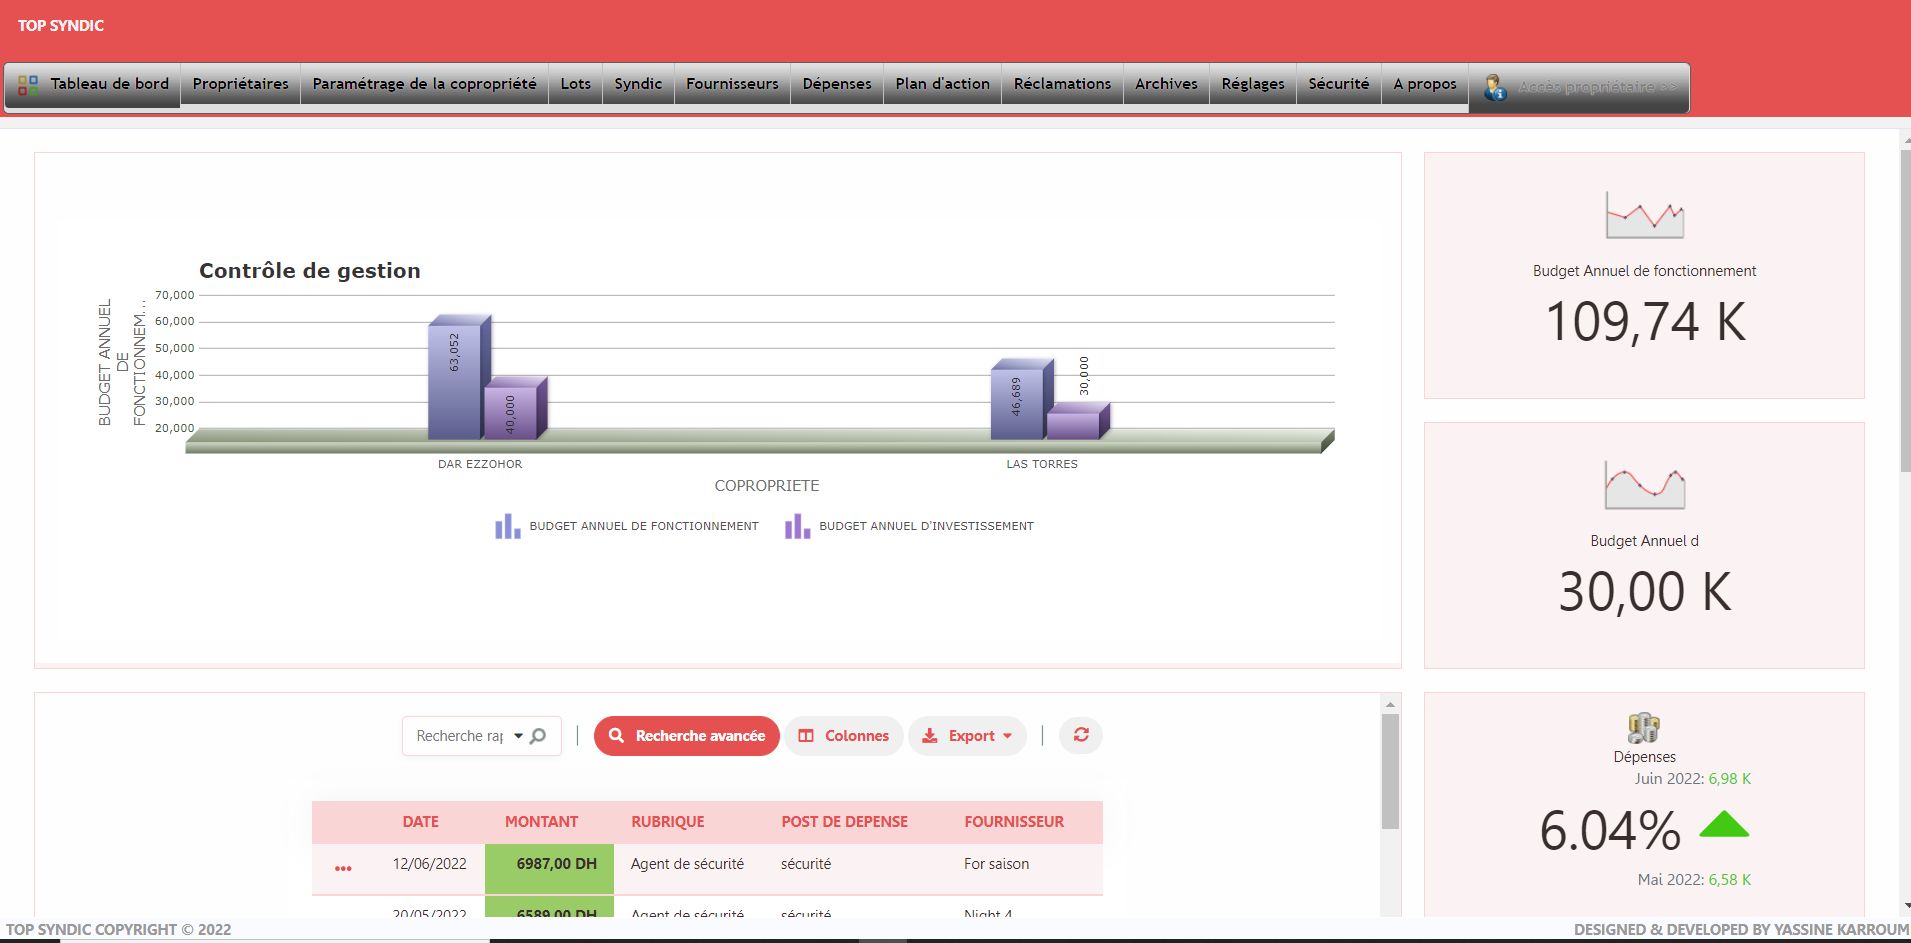 TOP SYNDIC
Tableau de bord Propriétaires Paramétrage de la copropriété Lots Syndic Fournisseurs Dépenses Plan d'action Réclamations Archives Réglages Sécurité A propos Accès propriétaire >>
Contrôle de gestion
BUDGET ANNUEL
DE
FONCTIONNEM...
70,000
60,000
50,000
40,000
30,000
20,000
63,052
40,000
46,689
30,000
DAR EZZOHOR LAS TORRES
COPROPRIETE
BUDGET ANNUEL DE FONCTIONNEMENT BUDGET ANNUEL D'INVESTISSEMENT
Budget Annuel de fonctionnement
109,74 K
Budget Annuel d
30,00 K
Recherche rap Recherche avancée Colonnes Export
DATE MONTANT RUBRIQUE POST DE DEPENSE FOURNISSEUR
12/06/2022 6987,00 DH Agent de sécurité sécurité For saison
20/05/2022 6589,00 DH Agent de sécurité sécurité Night 4
Dépenses
Juin 2022: 6,98 K
6.04%
Mai 2022: 6,58 K
TOP SYNDIC COPYRIGHT © 2022 DESIGNED & DEVELOPED BY YASSINE KARROUM